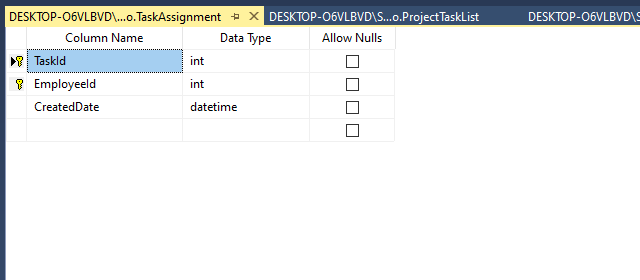 DESKTOP-O6VLBVD\...o.TaskAssignment DESKTOP-O6VLBVD\S...o.ProjectTaskList DESKTOP-O6VLBVD\S
Column Name Data Type Allow Nulls
TaskId int
EmployeeId int
CreatedDate datetime